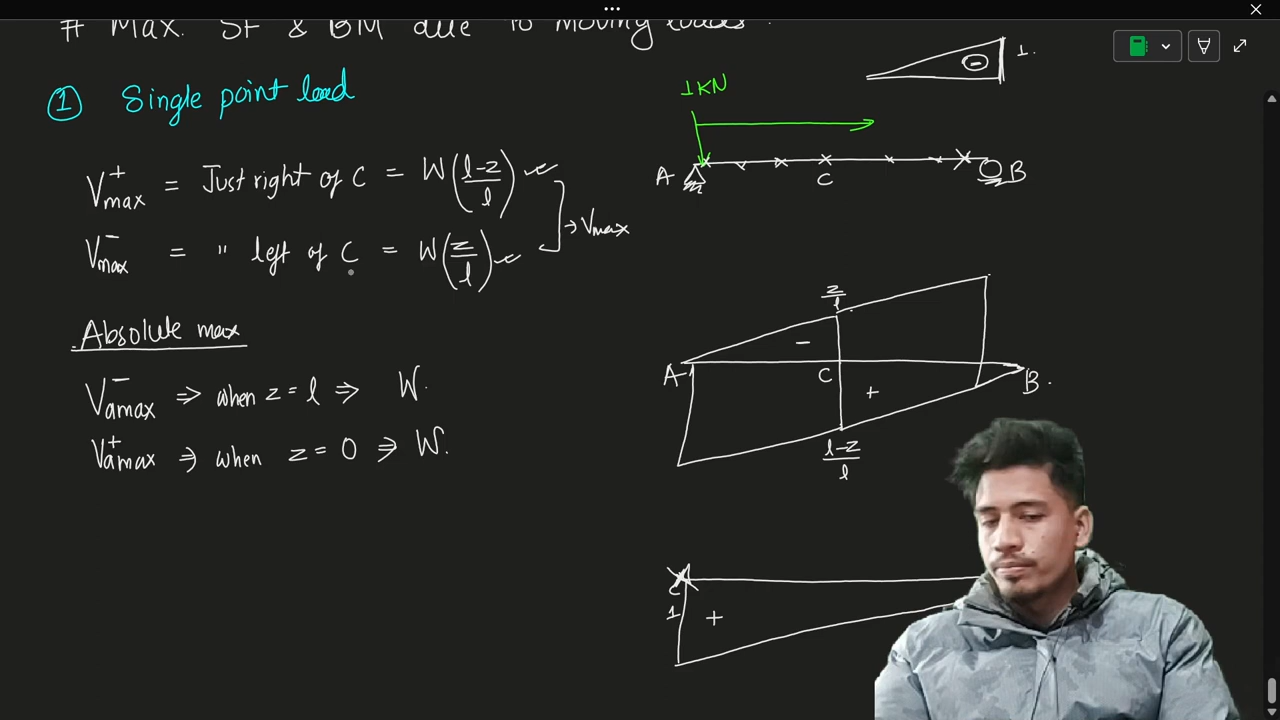 # Max. SF & BM due to moving loads.
① Single point load
V⁺max = Just right of C = W((l-z)/l)
V⁻max = " left of C = W(z/l)
→ Vmax
Absolute max
V⁻amax ⇒ when z = l ⇒ W.
V⁺amax ⇒ when z = 0 ⇒ W.
1.
-
1KN
A C B
z/l
-
A C B.
+
(l-z)/l
C
1 +